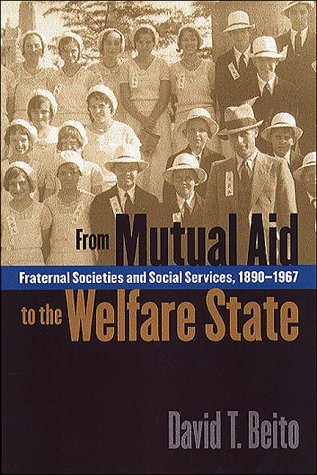 From Mutual Aid
Fraternal Societies and Social Services, 1890–1967
to the Welfare State
David T. Beito